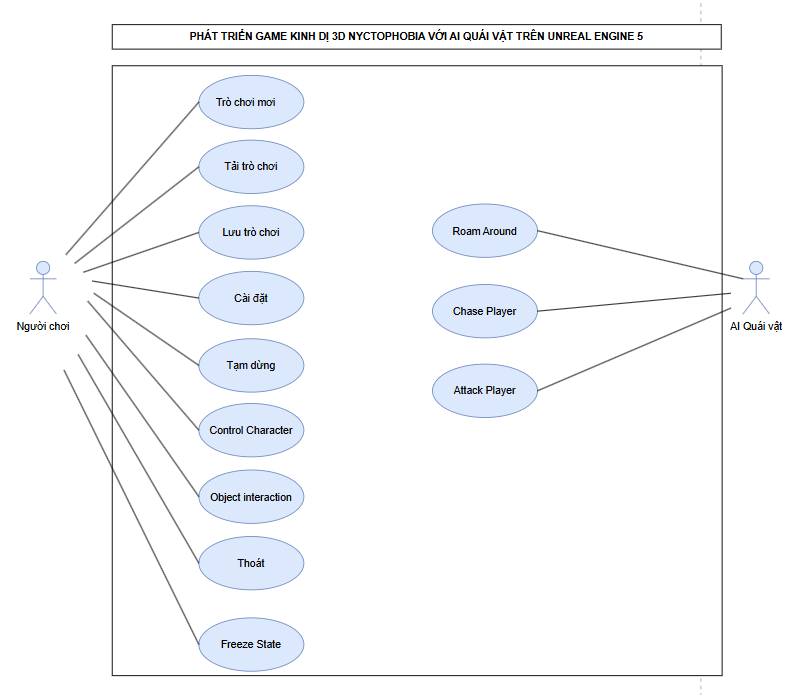 PHÁT TRIỂN GAME KINH DỊ 3D NYCTOPHOBIA VỚI AI QUÁI VẬT TRÊN UNREAL ENGINE 5
Trò chơi mơi
Tải trò chơi
Lưu trò chơi
Cài đặt
Tạm dừng
Control Character
Object interaction
Thoát
Freeze State
Người chơi
Roam Around
Chase Player
Attack Player
AI Quái vật